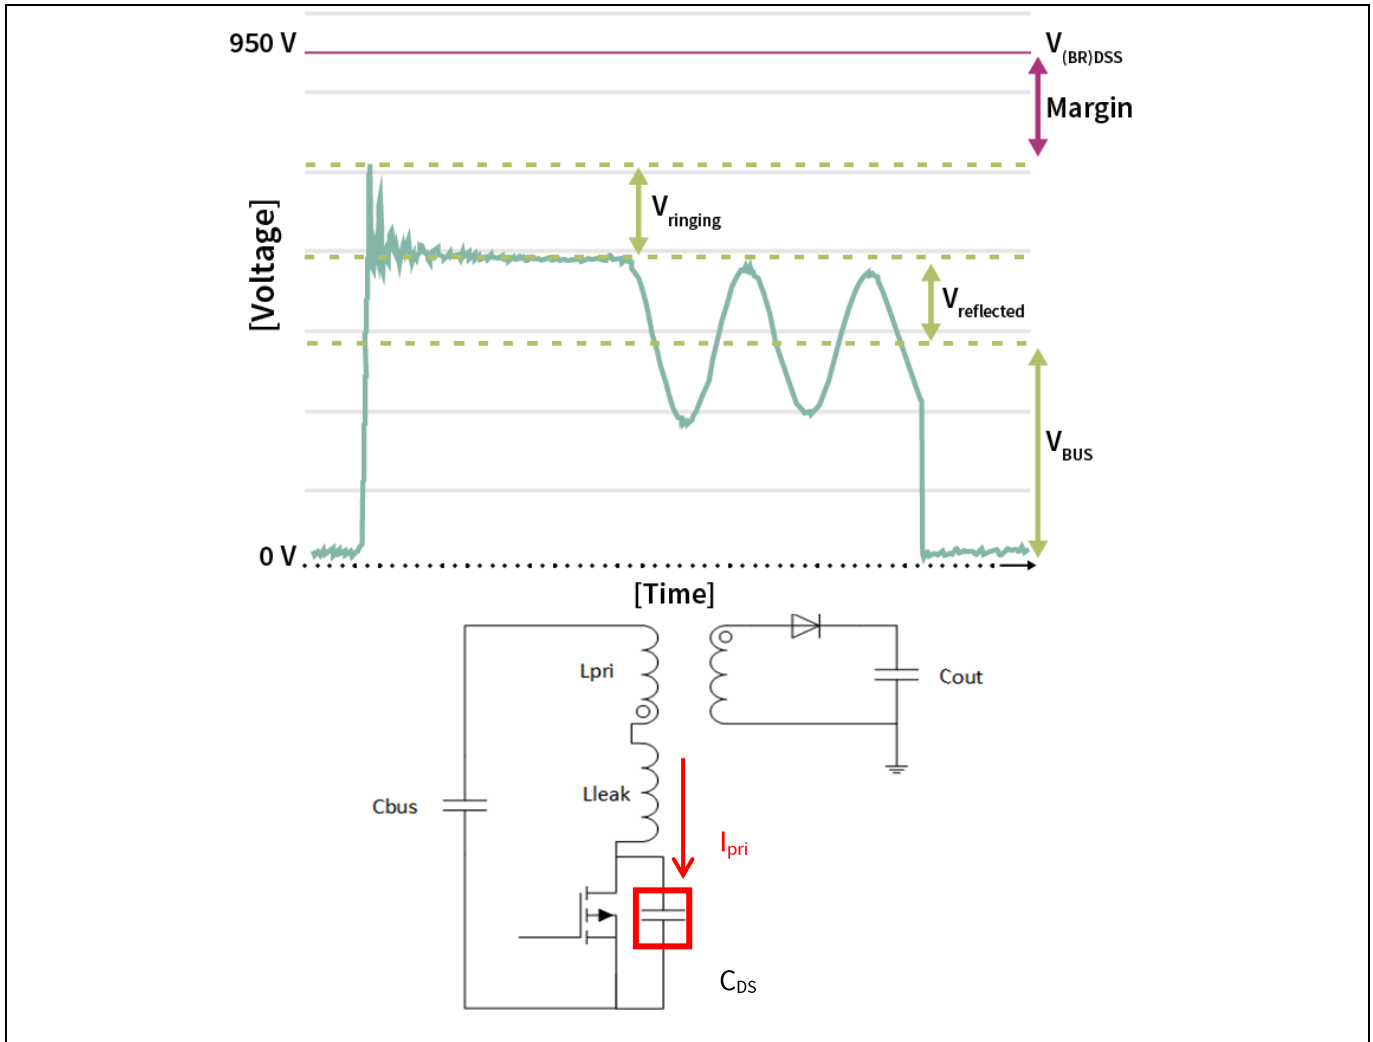 950 V
V(BR)DSS
Margin
Vringing
[Voltage]
Vreflected
VBUS
0 V
[Time]
Lpri
Cout
Lleak
Cbus
Ipri
CDS